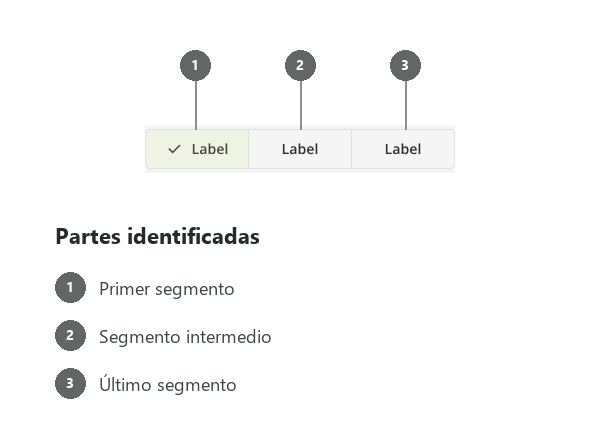 1 2 3
Label Label Label
Partes identificadas
1 Primer segmento
2 Segmento intermedio
3 Último segmento